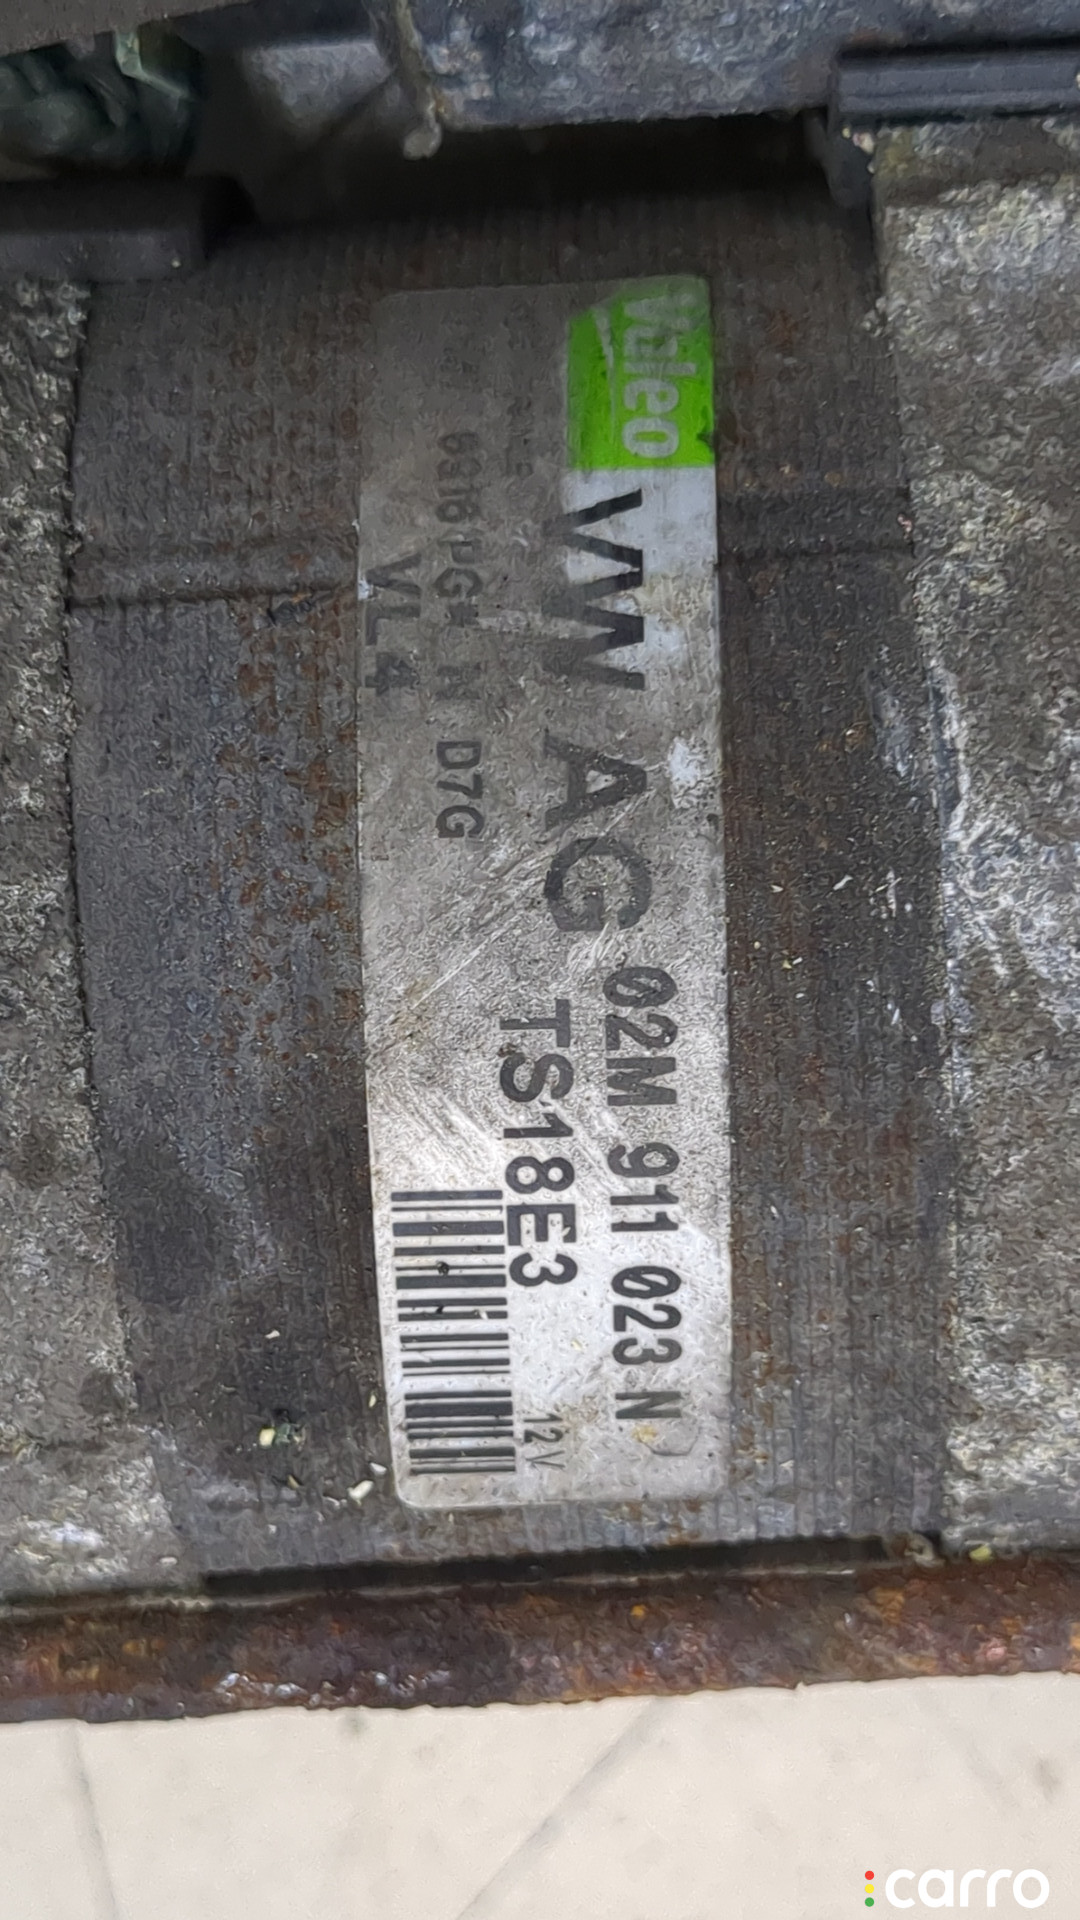 Valeo
VW AG
02M 911 023 N
TS18E3
12V
D7G
VL4
carro